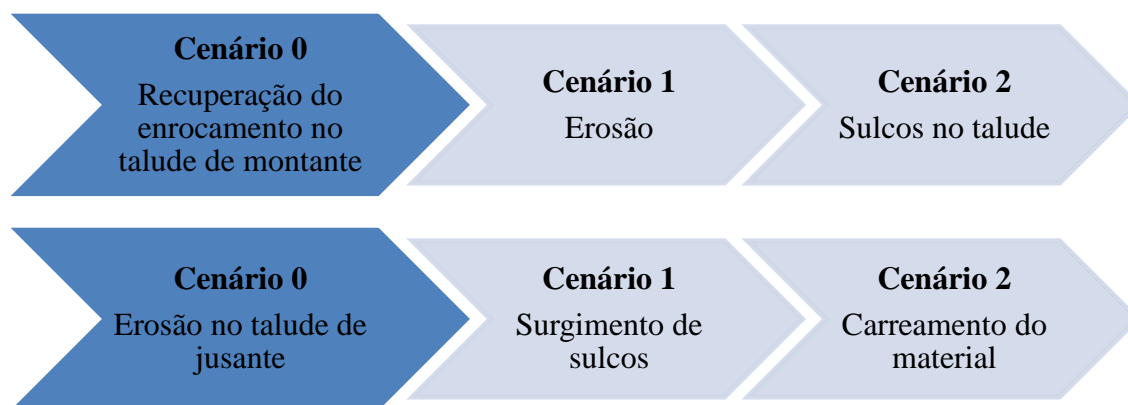 Cenário 0
Recuperação do
enrocamento no
talude de montante
Cenário 1
Erosão
Cenário 2
Sulcos no talude
Cenário 0
Erosão no talude de
jusante
Cenário 1
Surgimento de
sulcos
Cenário 2
Carreamento do
material